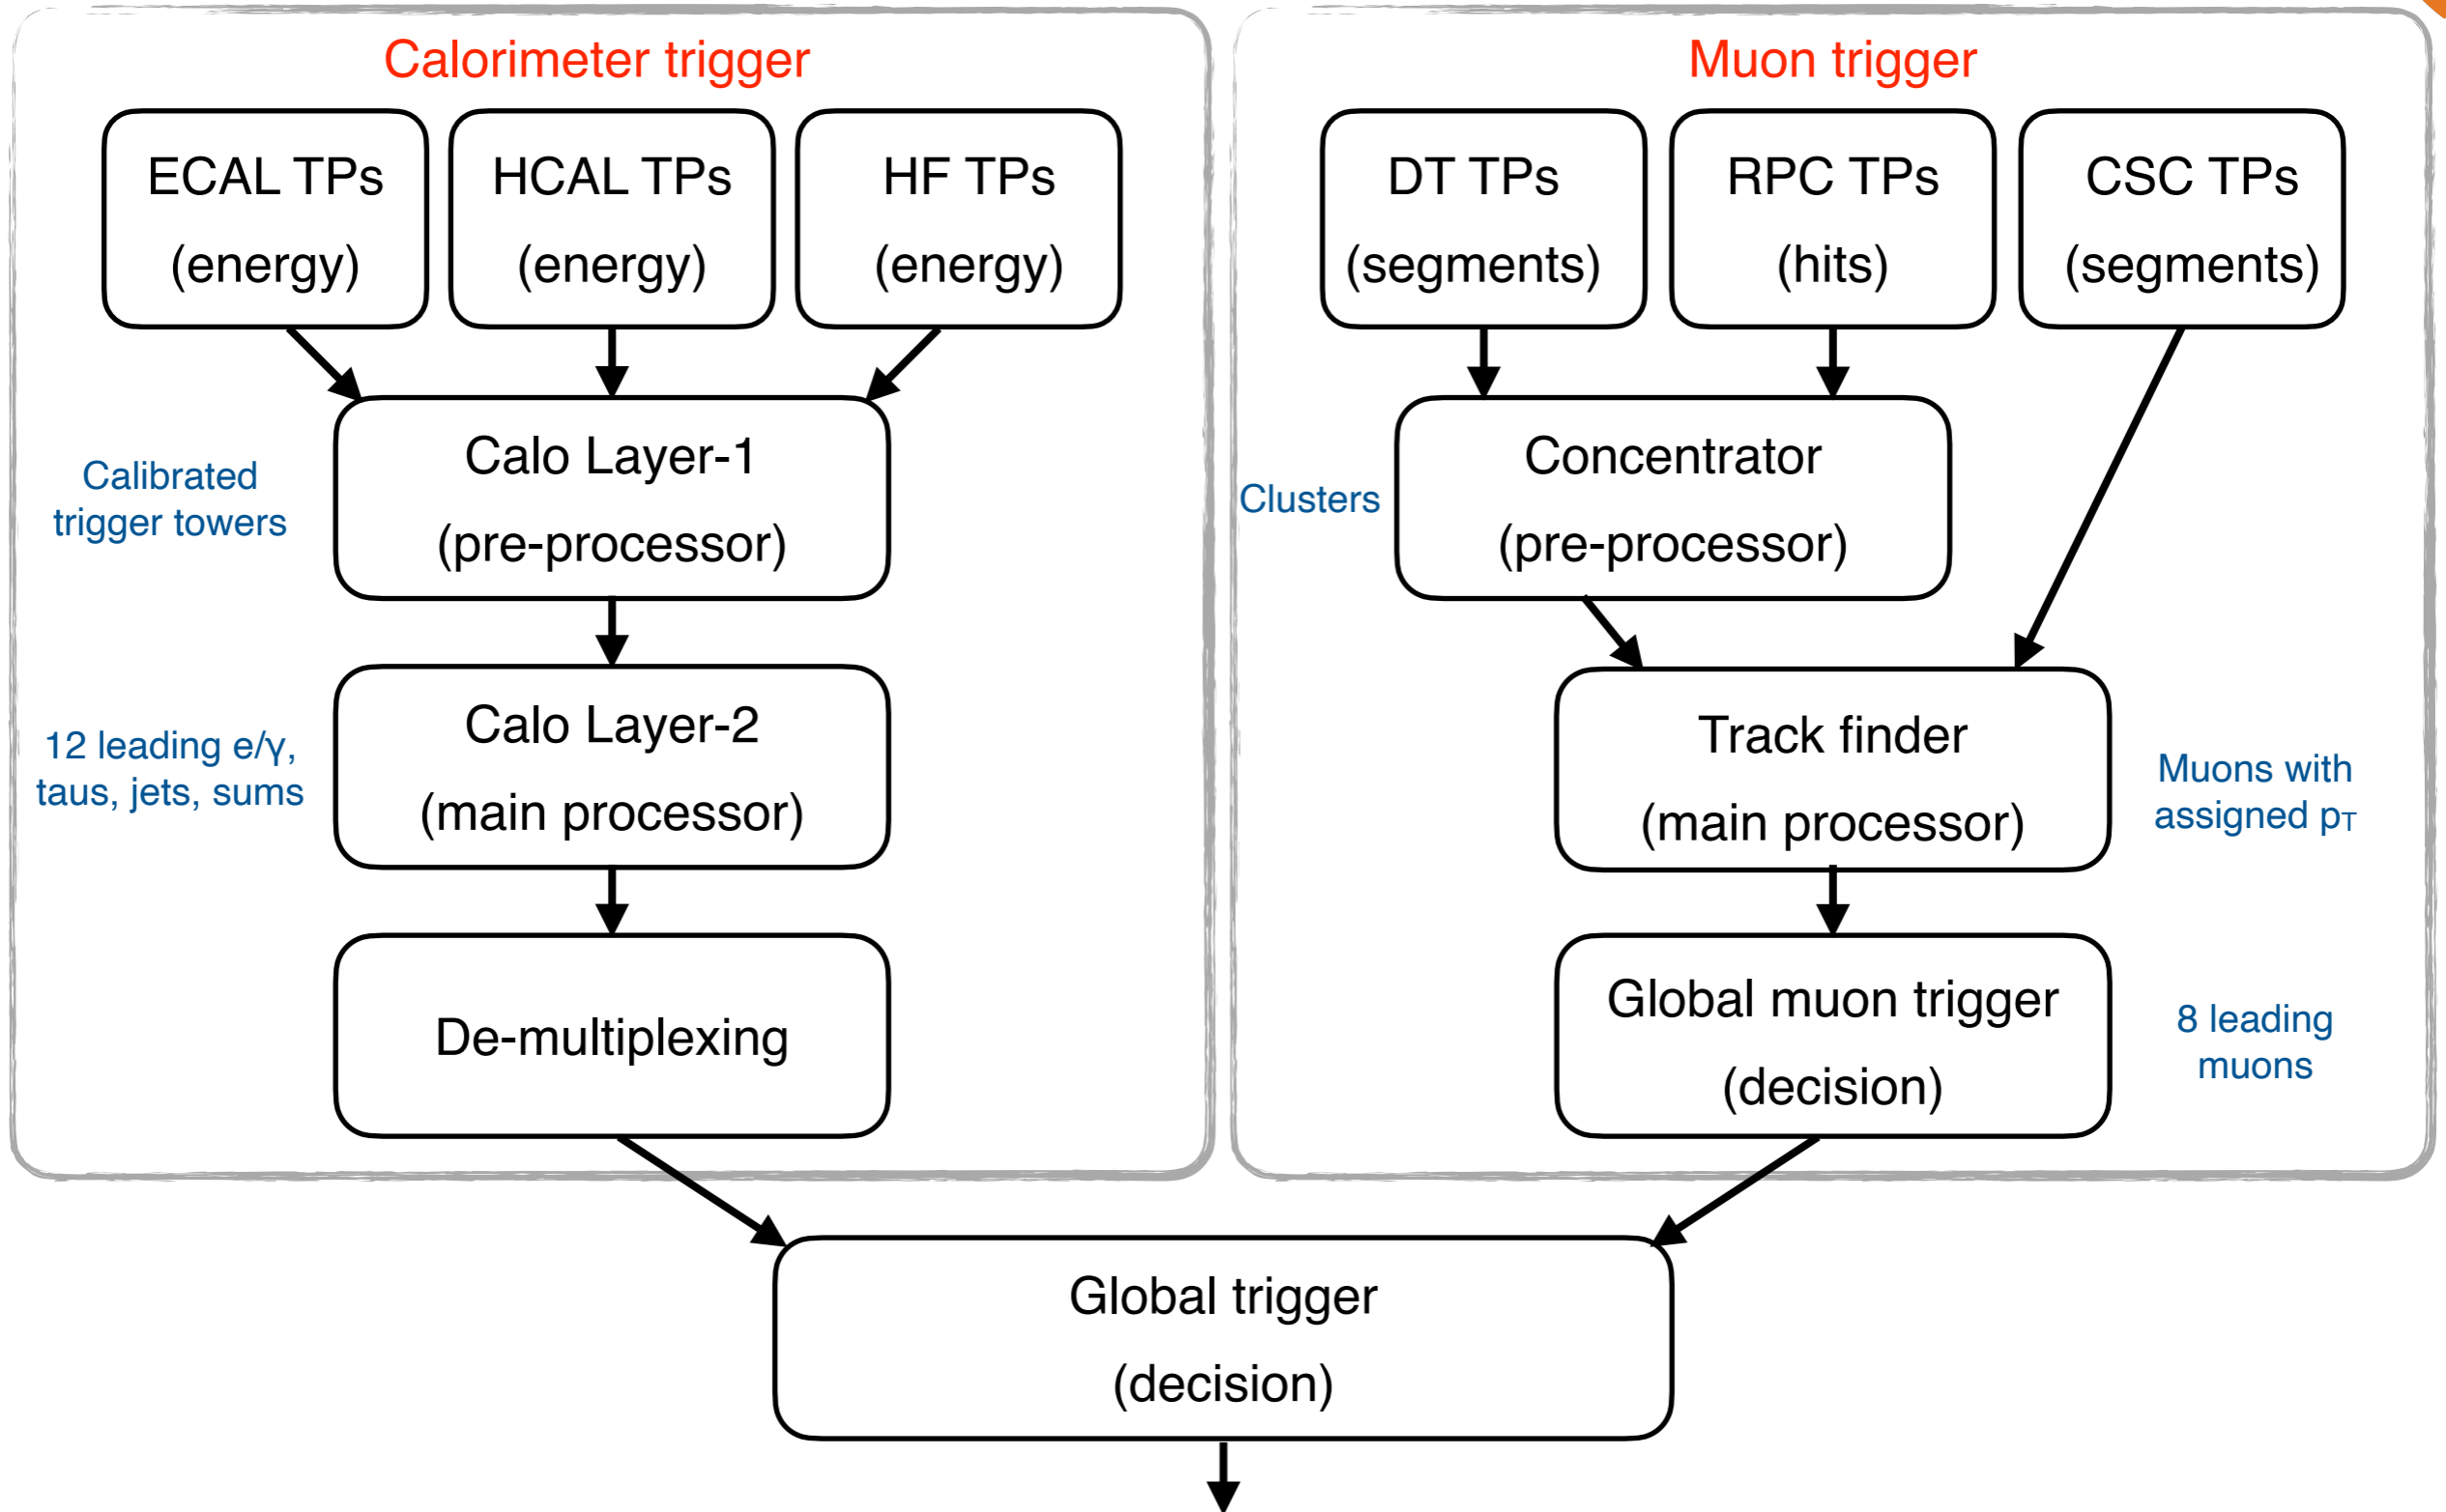 Calorimeter trigger
ECAL TPs
(energy)
HCAL TPs
(energy)
HF TPs
(energy)
Calibrated
trigger towers
Calo Layer-1
(pre-processor)
12 leading e/γ,
taus, jets, sums
Calo Layer-2
(main processor)
De-multiplexing
Muon trigger
DT TPs
(segments)
RPC TPs
(hits)
CSC TPs
(segments)
Clusters
Concentrator
(pre-processor)
Track finder
(main processor)
Muons with
assigned pT
Global muon trigger
(decision)
8 leading
muons
Global trigger
(decision)